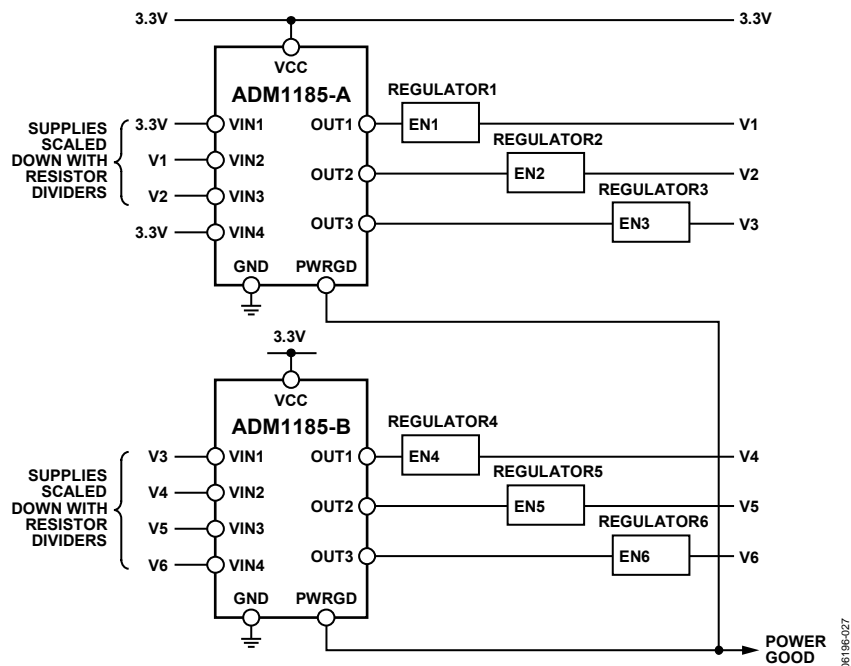 3.3V 3.3V
VCC
ADM1185-A
REGULATOR1
SUPPLIES
SCALED
DOWN WITH
RESISTOR
DIVIDERS
3.3V VIN1 OUT1 EN1 V1
REGULATOR2
V1 VIN2 OUT2 EN2 V2
REGULATOR3
V2 VIN3
3.3V VIN4 OUT3 EN3 V3
GND PWRGD
3.3V
VCC
ADM1185-B
REGULATOR4
SUPPLIES
SCALED
DOWN WITH
RESISTOR
DIVIDERS
V3 VIN1 OUT1 EN4 V4
REGULATOR5
V4 VIN2 OUT2 EN5 V5
REGULATOR6
V5 VIN3
V6 VIN4 OUT3 EN6 V6
GND PWRGD
POWER
GOOD
06196-027